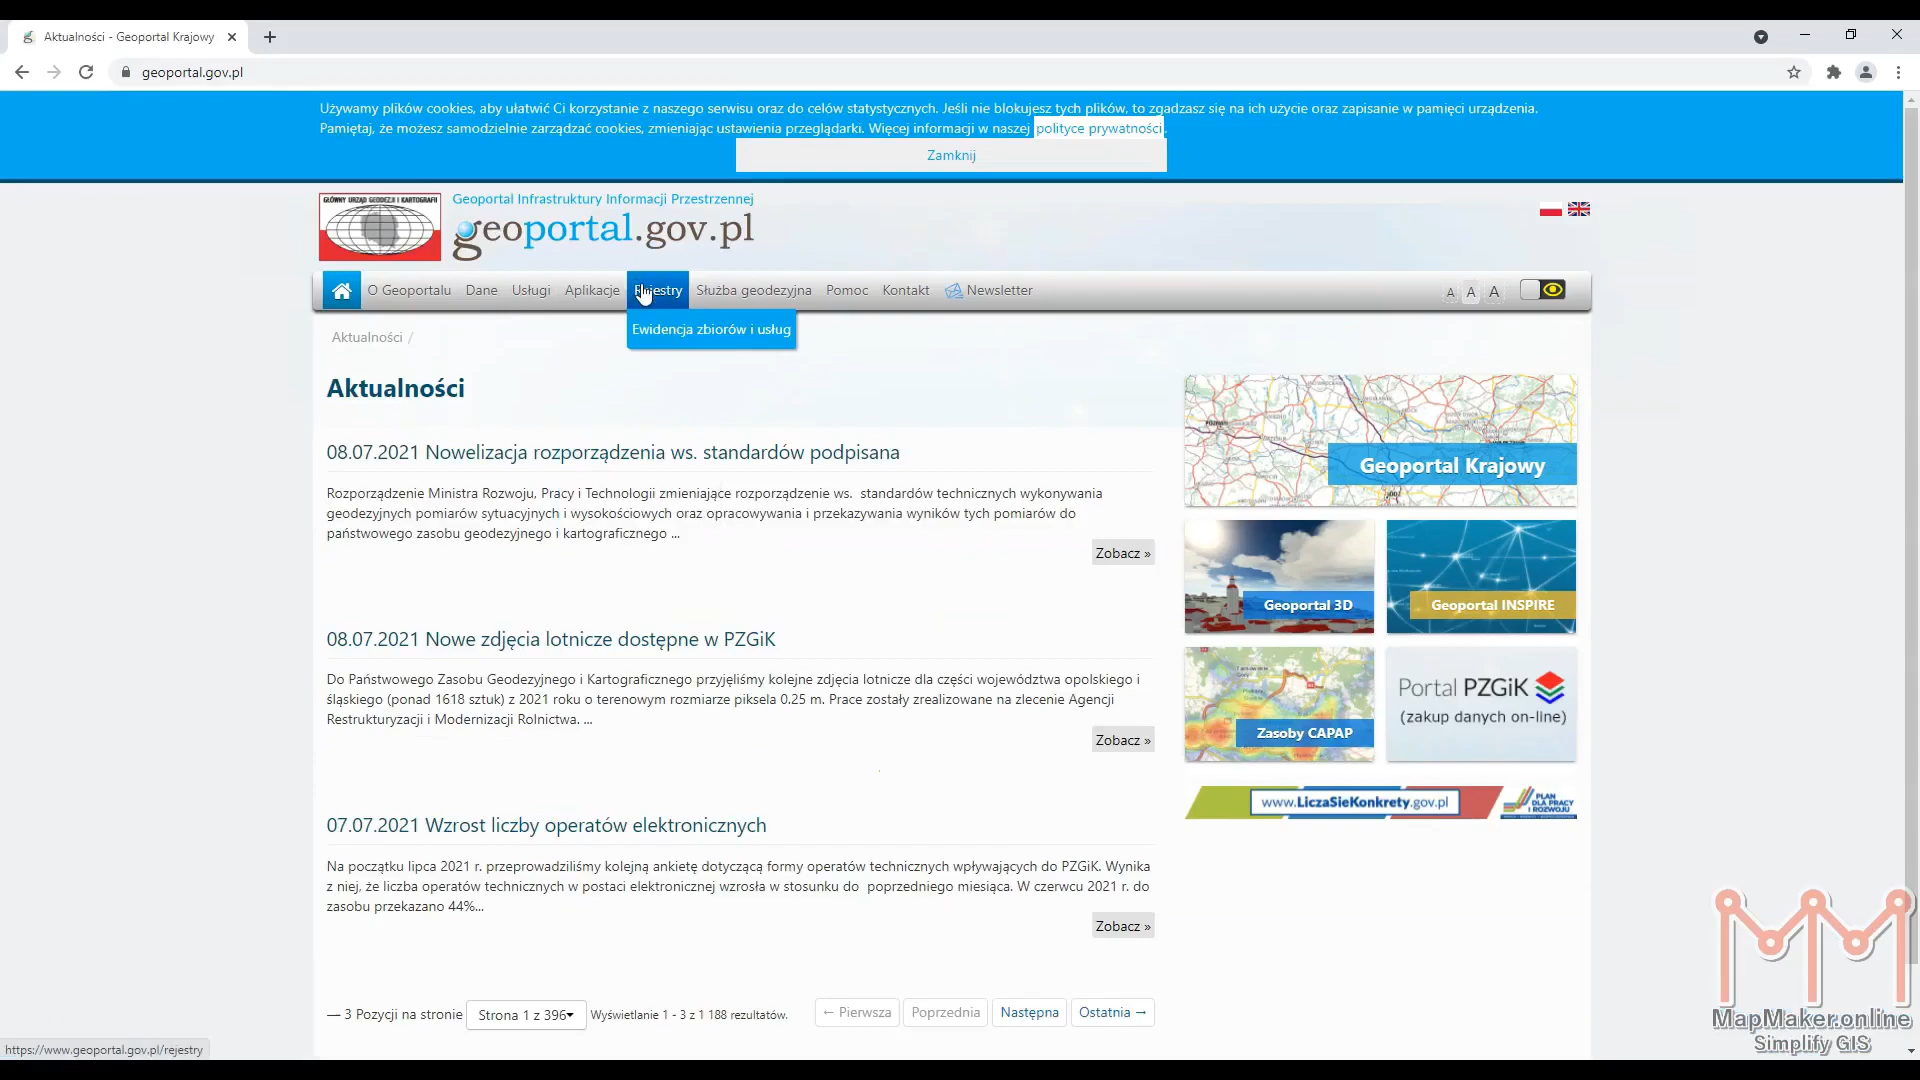 Aktualności - Geoportal Krajowy
geoportal.gov.pl
Używamy plików cookies, aby ułatwić Ci korzystanie z naszego serwisu oraz do celów statystycznych. Jeśli nie blokujesz tych plików, to zgadzasz się na ich użycie oraz zapisanie w pamięci urządzenia.
Pamiętaj, że możesz samodzielnie zarządzać cookies, zmieniając ustawienia przeglądarki. Więcej informacji w naszej polityce prywatności.
Zamknij
GŁÓWNY URZĄD GEODEZJI I KARTOGRAFII
Geoportal Infrastruktury Informacji Przestrzennej
geoportal.gov.pl
O Geoportalu Dane Usługi Aplikacje Rejestry Służba geodezyjna Pomoc Kontakt Newsletter A A A
Ewidencja zbiorów i usług
Aktualności /
Aktualności
08.07.2021 Nowelizacja rozporządzenia ws. standardów podpisana
Rozporządzenie Ministra Rozwoju, Pracy i Technologii zmieniające rozporządzenie ws. standardów technicznych wykonywania
geodezyjnych pomiarów sytuacyjnych i wysokościowych oraz opracowywania i przekazywania wyników tych pomiarów do
państwowego zasobu geodezyjnego i kartograficznego ...
Zobacz »
08.07.2021 Nowe zdjęcia lotnicze dostępne w PZGiK
Do Państwowego Zasobu Geodezyjnego i Kartograficznego przyjęliśmy kolejne zdjęcia lotnicze dla części województwa opolskiego i
śląskiego (ponad 1618 sztuk) z 2021 roku o terenowym rozmiarze piksela 0.25 m. Prace zostały zrealizowane na zlecenie Agencji
Restrukturyzacji i Modernizacji Rolnictwa. ...
Zobacz »
07.07.2021 Wzrost liczby operatów elektronicznych
Na początku lipca 2021 r. przeprowadziliśmy kolejną ankietę dotyczącą formy operatów technicznych wpływających do PZGiK. Wynika
z niej, że liczba operatów technicznych w postaci elektronicznej wzrosła w stosunku do poprzedniego miesiąca. W czerwcu 2021 r. do
zasobu przekazano 44%...
Zobacz »
— 3 Pozycji na stronie Strona 1 z 396 Wyświetlanie 1 - 3 z 1 188 rezultatów. ← Pierwsza Poprzednia Następna Ostatnia →
Geoportal Krajowy
Geoportal 3D
Geoportal INSPIRE
Zasoby CAPAP
Portal PZGiK
(zakup danych on-line)
www.LiczaSieKonkrety.gov.pl
PLAN
DLA PRACY
I ROZWOJU
https://www.geoportal.gov.pl/rejestry
MapMaker.online
Simplify GIS